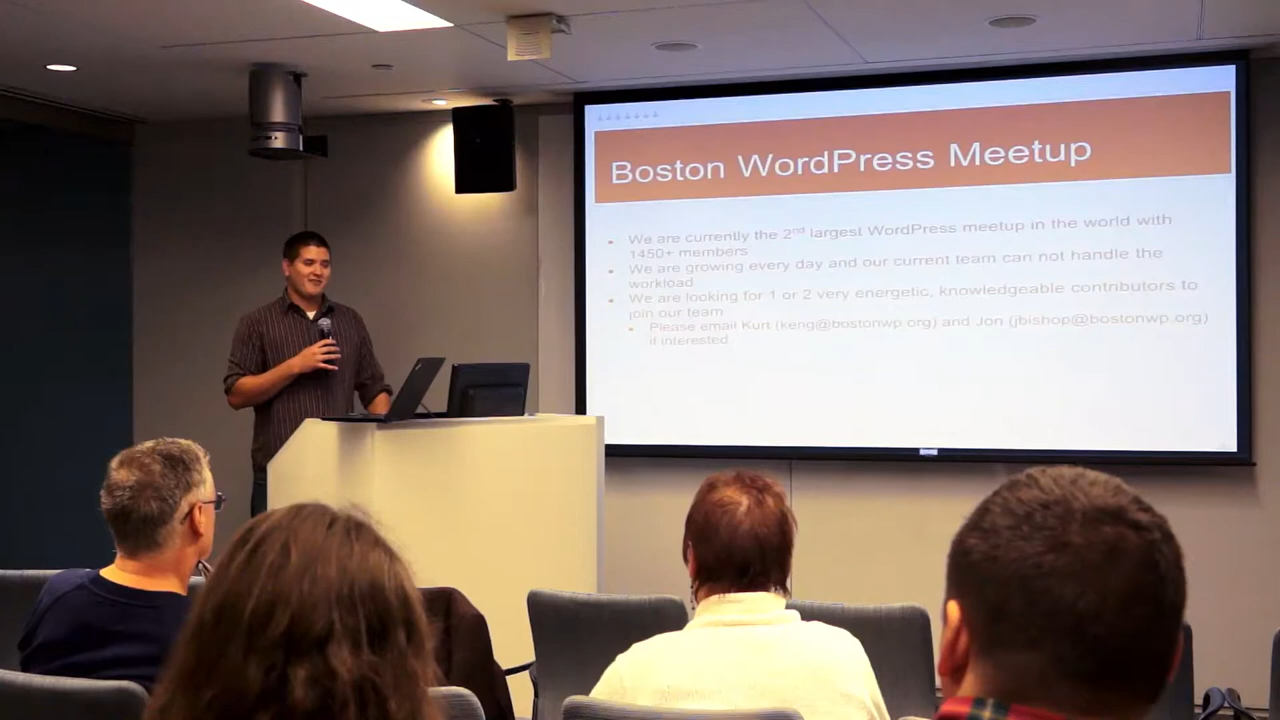 Boston WordPress Meetup
We are currently the 2nd largest WordPress meetup in the world with
1450+ members
We are growing every day and our current team can not handle the
workload
We are looking for 1 or 2 very energetic, knowledgeable contributors to
join our team
Please email Kurt (keng@bostonwp.org) and Jon (jbishop@bostonwp.org)
if interested.